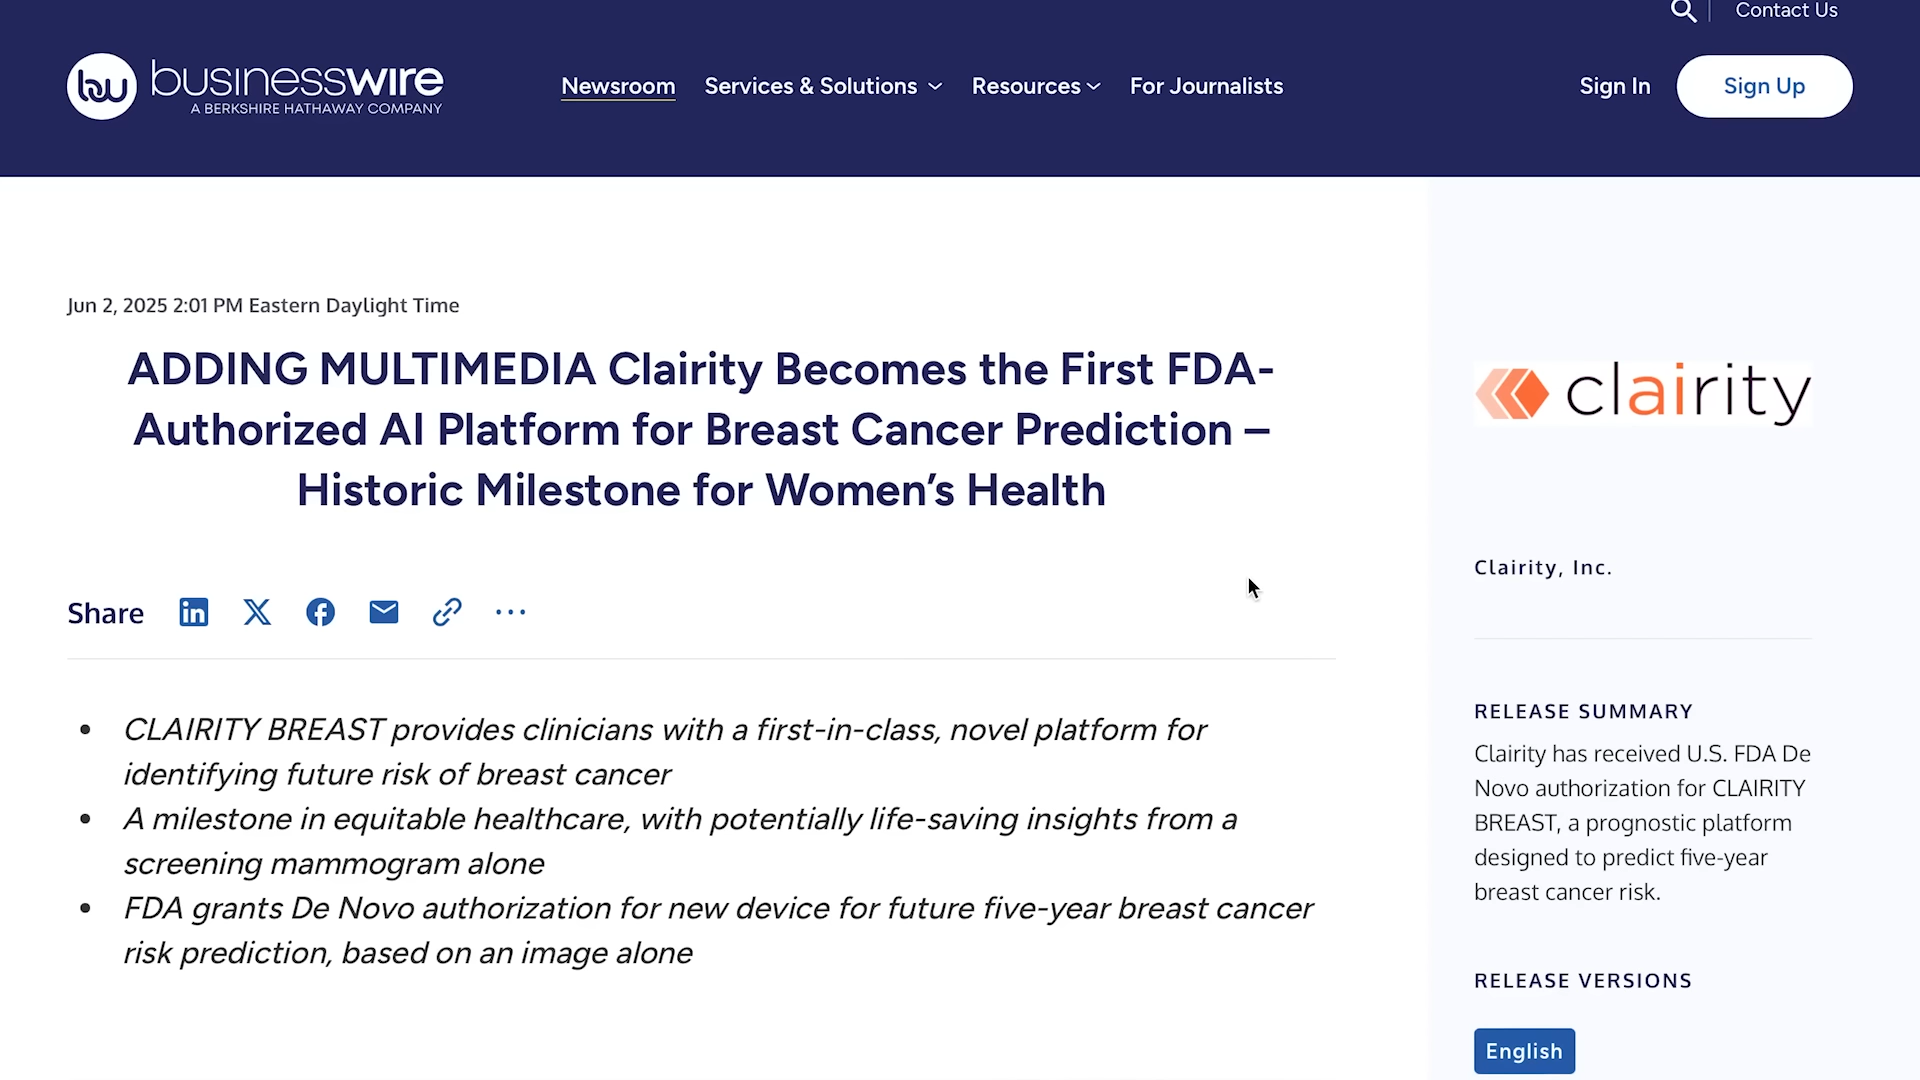 Contact Us
bw businesswire
A BERKSHIRE HATHAWAY COMPANY
Newsroom Services & Solutions Resources For Journalists
Sign In Sign Up
Jun 2, 2025 2:01 PM Eastern Daylight Time
ADDING MULTIMEDIA Clairity Becomes the First FDA-
Authorized AI Platform for Breast Cancer Prediction –
Historic Milestone for Women’s Health
Share
• CLAIRITY BREAST provides clinicians with a first-in-class, novel platform for
identifying future risk of breast cancer
• A milestone in equitable healthcare, with potentially life-saving insights from a
screening mammogram alone
• FDA grants De Novo authorization for new device for future five-year breast cancer
risk prediction, based on an image alone
clairity
Clairity, Inc.
RELEASE SUMMARY
Clairity has received U.S. FDA De
Novo authorization for CLAIRITY
BREAST, a prognostic platform
designed to predict five-year
breast cancer risk.
RELEASE VERSIONS
English